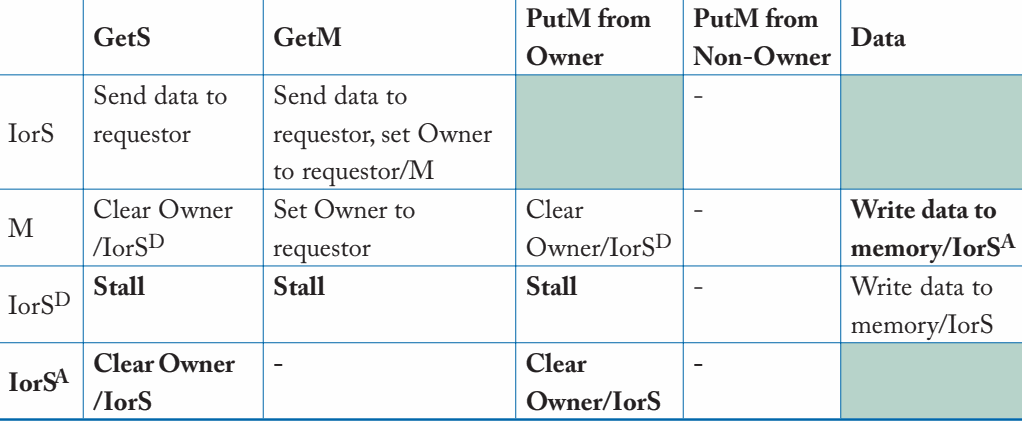 GetS GetM PutM from Owner PutM from Non-Owner Data
IorS Send data to requestor Send data to requestor, set Owner to requestor/M -
M Clear Owner /IorSD Set Owner to requestor Clear Owner/IorSD - Write data to memory/IorSA
IorSD Stall Stall Stall - Write data to memory/IorS
IorSA Clear Owner /IorS - Clear Owner/IorS -